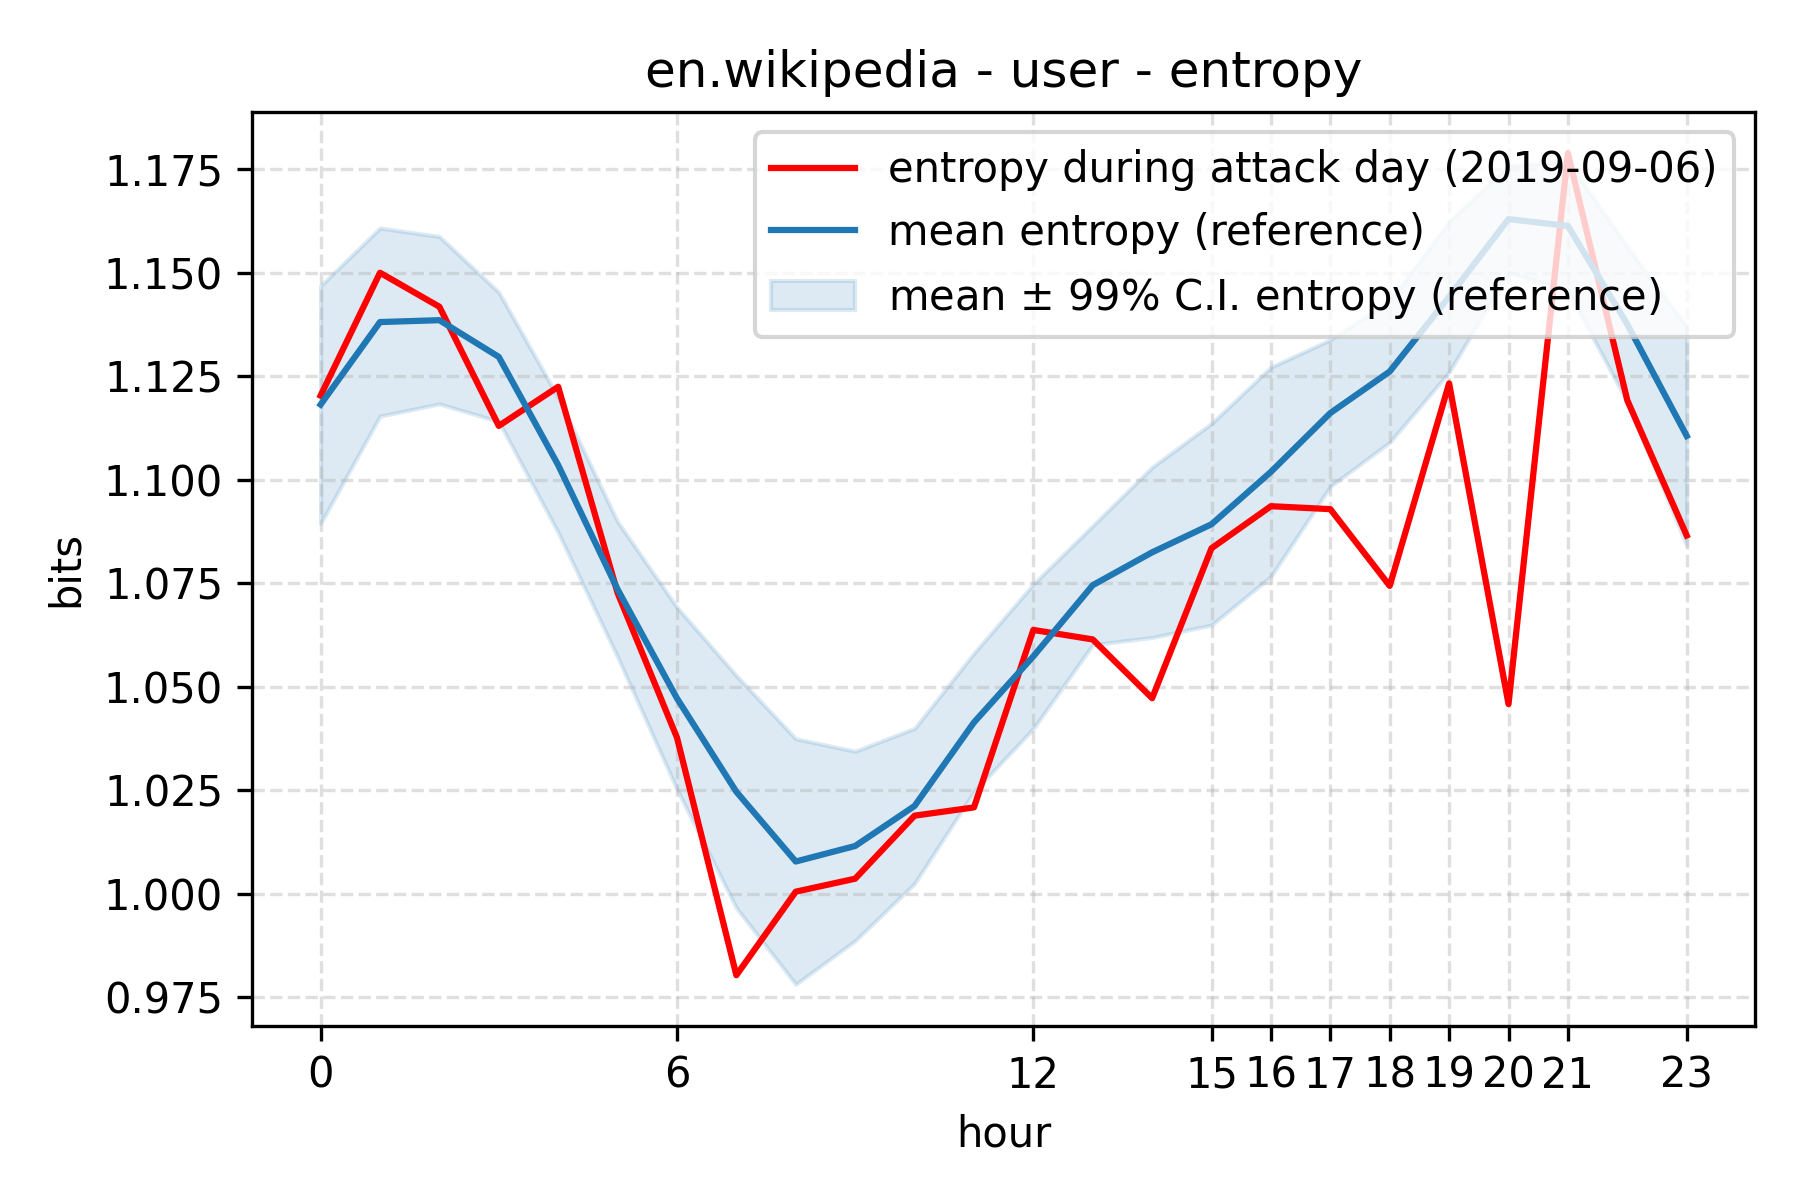 en.wikipedia - user - entropy
entropy during attack day (2019-09-06)
mean entropy (reference)
mean ± 99% C.I. entropy (reference)
1.175
1.150
1.125
1.100
1.075
1.050
1.025
1.000
0.975
bits
0 6 12 15 16 17 18 19 20 21 23
hour